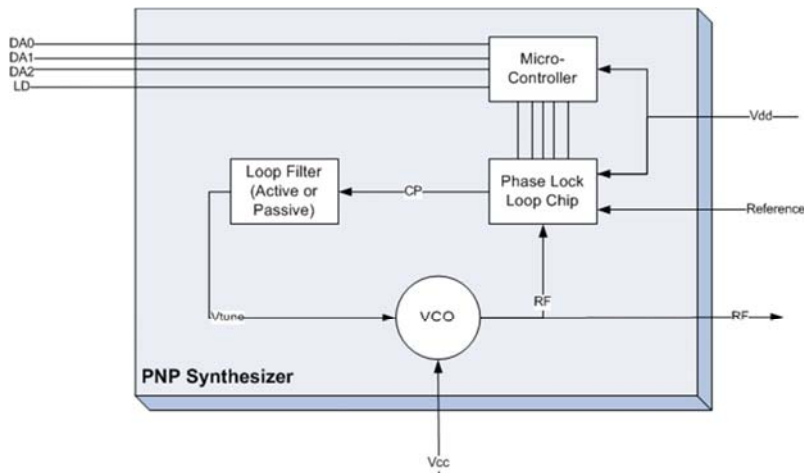 DA0
DA1
DA2
LD
Micro-
Controller
Vdd
Loop Filter
(Active or
Passive)
CP
Phase Lock
Loop Chip
Reference
RF
Vtune
VCO
RF
PNP Synthesizer
Vcc